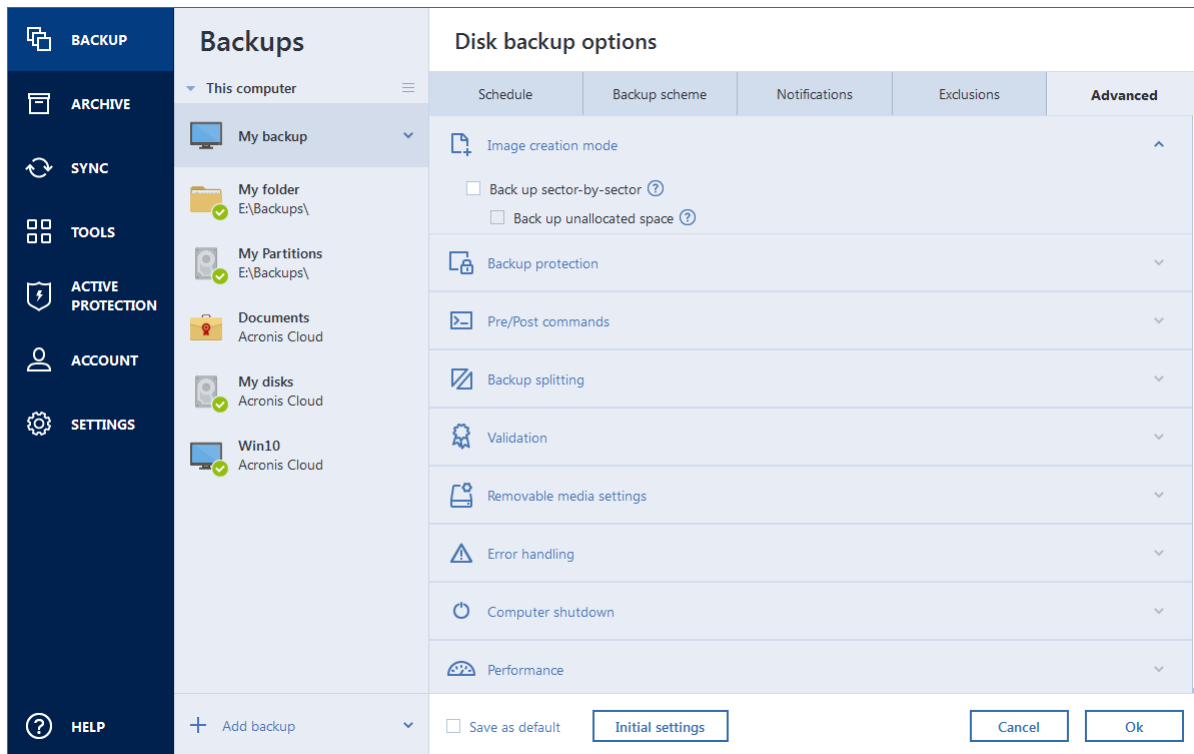 BACKUP
ARCHIVE
SYNC
TOOLS
ACTIVE
PROTECTION
ACCOUNT
SETTINGS
HELP
Backups
This computer
My backup
My folder
E:\Backups\
My Partitions
E:\Backups\
Documents
Acronis Cloud
My disks
Acronis Cloud
Win10
Acronis Cloud
Add backup
Disk backup options
Schedule
Backup scheme
Notifications
Exclusions
Advanced
Image creation mode
Back up sector-by-sector ?
Back up unallocated space ?
Backup protection
Pre/Post commands
Backup splitting
Validation
Removable media settings
Error handling
Computer shutdown
Performance
Save as default
Initial settings
Cancel
Ok